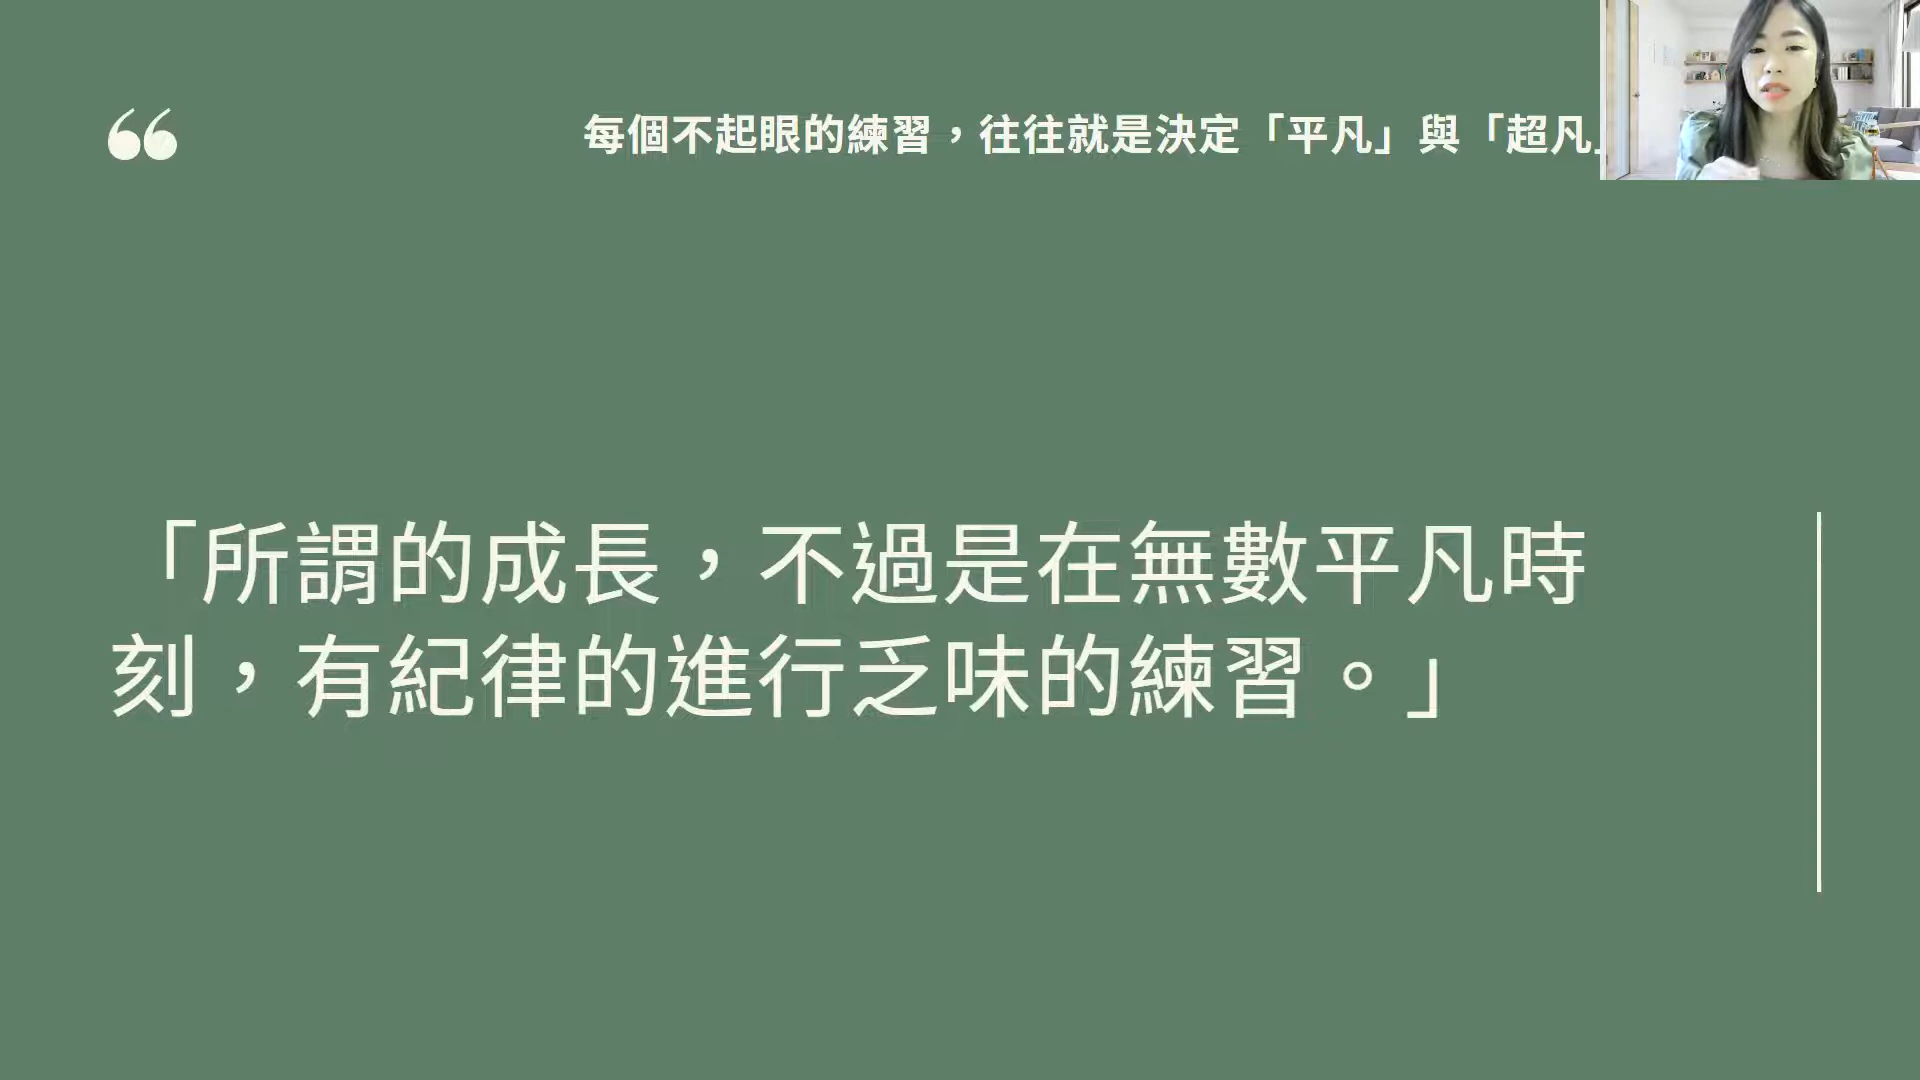 每個不起眼的練習，往往就是決定「平凡」與「超凡」
「所謂的成長，不過是在無數平凡時
刻，有紀律的進行乏味的練習。」